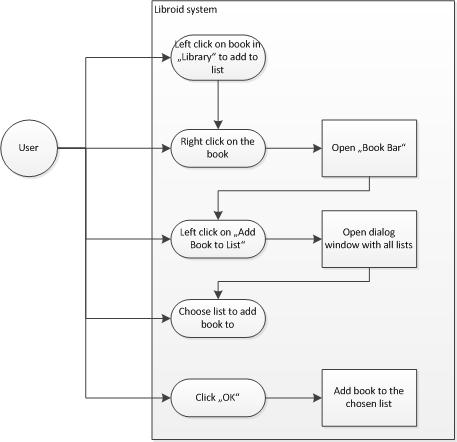 Libroid system
Left click on book in
„Library“ to add to
list
User
Right click on the
book
Open „Book Bar“
Left click on „Add
Book to List“
Open dialog
window with all lists
Choose list to add
book to
Click „OK“
Add book to the
chosen list